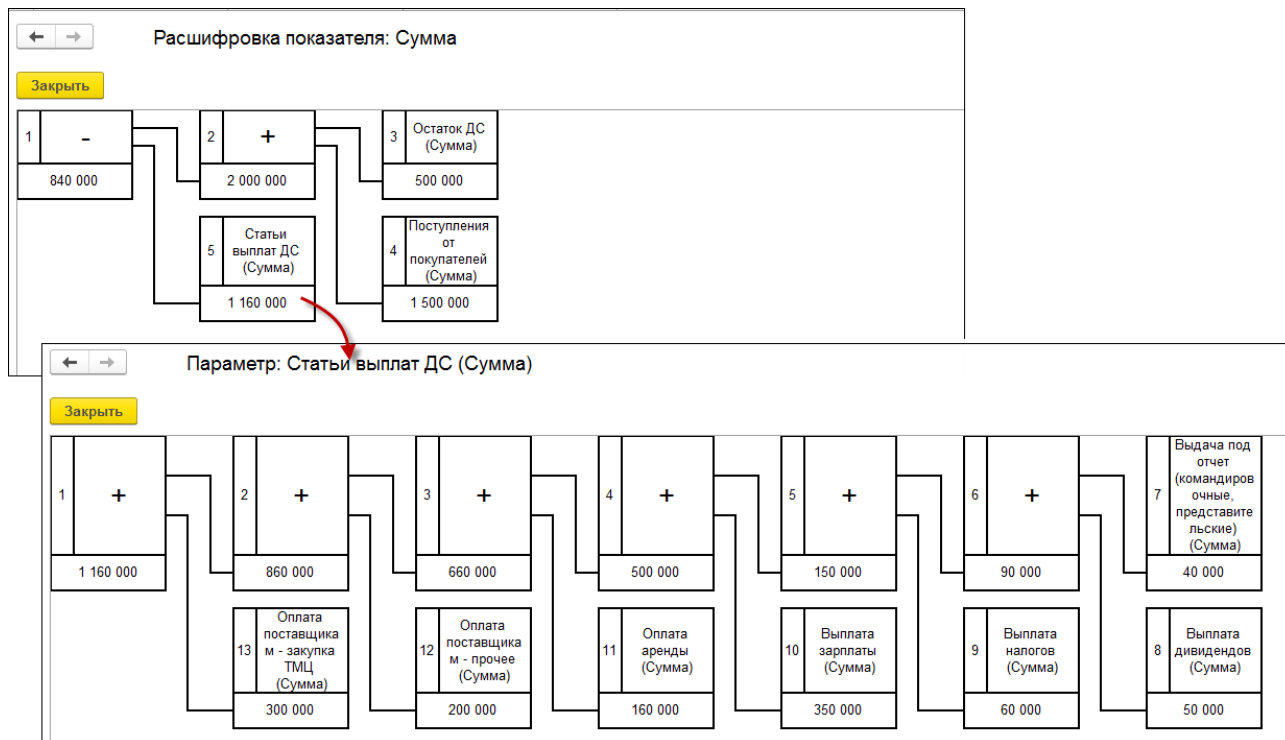 Расшифровка показателя: Сумма
Закрыть
1
-
840 000
2
+
2 000 000
3
Остаток ДС
(Сумма)
500 000
5
Статьи
выплат ДС
(Сумма)
1 160 000
4
Поступления
от
покупателей
(Сумма)
1 500 000
Параметр: Статьи выплат ДС (Сумма)
Закрыть
1
+
1 160 000
2
+
860 000
3
+
660 000
4
+
500 000
5
+
150 000
6
+
90 000
7
Выдача под
отчет
(командиров
очные,
представите
льские)
(Сумма)
40 000
13
Оплата
поставщика
м - закупка
ТМЦ
(Сумма)
300 000
12
Оплата
поставщика
м - прочее
(Сумма)
200 000
11
Оплата
аренды
(Сумма)
160 000
10
Выплата
зарплаты
(Сумма)
350 000
9
Выплата
налогов
(Сумма)
60 000
8
Выплата
дивидендов
(Сумма)
50 000